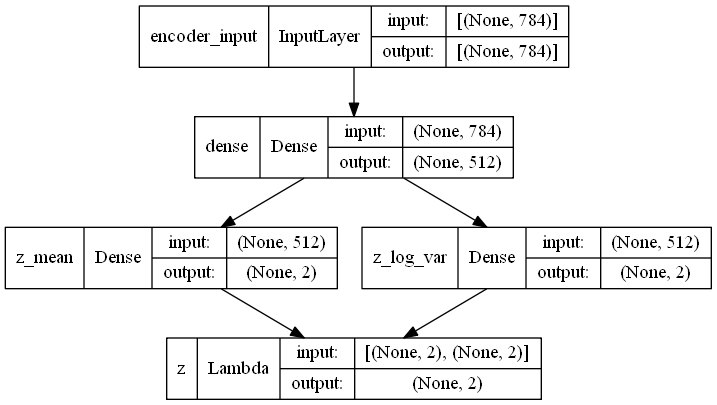 encoder_input InputLayer input: [(None, 784)]
output: [(None, 784)]
dense Dense input: (None, 784)
output: (None, 512)
z_mean Dense input: (None, 512)
output: (None, 2)
z_log_var Dense input: (None, 512)
output: (None, 2)
z Lambda input: [(None, 2), (None, 2)]
output: (None, 2)